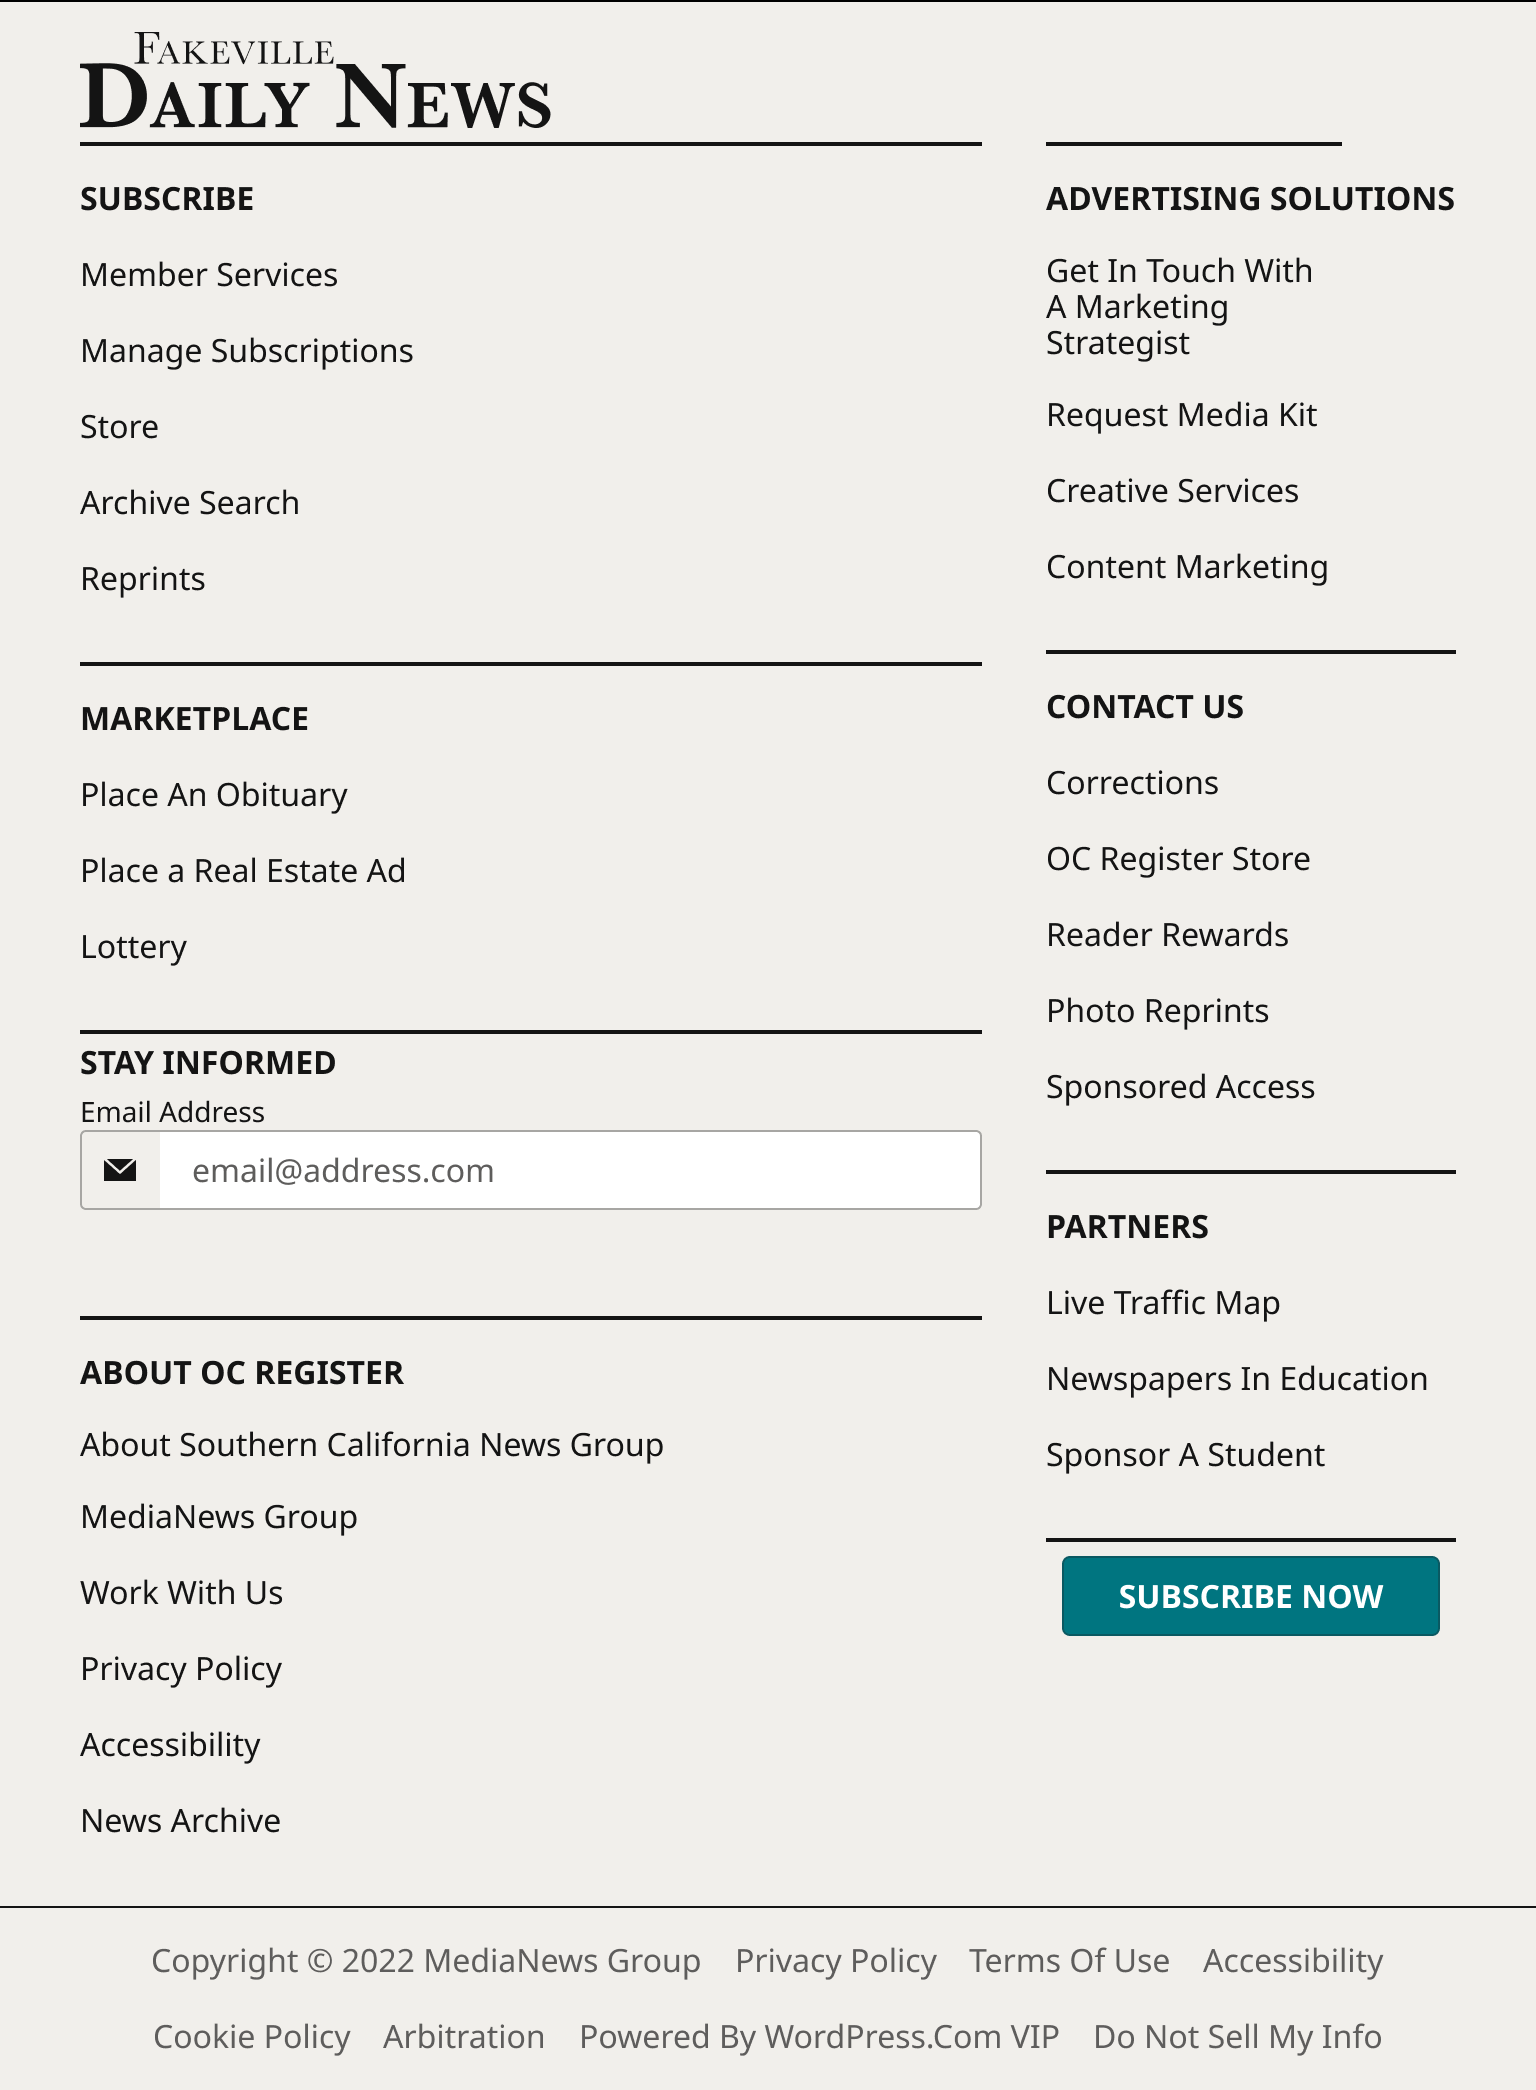 FAKEVILLE
DAILY NEWS
SUBSCRIBE
Member Services
Manage Subscriptions
Store
Archive Search
Reprints
MARKETPLACE
Place An Obituary
Place a Real Estate Ad
Lottery
STAY INFORMED
Email Address
email@address.com
ABOUT OC REGISTER
About Southern California News Group
MediaNews Group
Work With Us
Privacy Policy
Accessibility
News Archive
ADVERTISING SOLUTIONS
Get In Touch With
A Marketing
Strategist
Request Media Kit
Creative Services
Content Marketing
CONTACT US
Corrections
OC Register Store
Reader Rewards
Photo Reprints
Sponsored Access
PARTNERS
Live Traffic Map
Newspapers In Education
Sponsor A Student
SUBSCRIBE NOW
Copyright © 2022 MediaNews Group Privacy Policy Terms Of Use Accessibility
Cookie Policy Arbitration Powered By WordPress.Com VIP Do Not Sell My Info